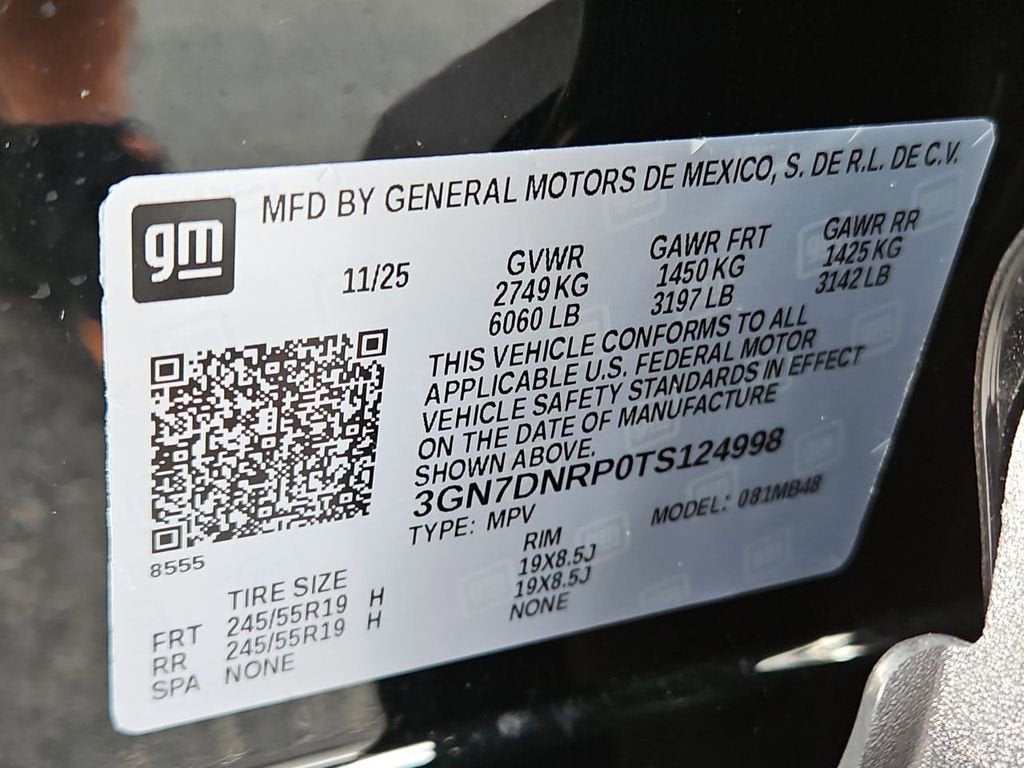 gm
MFD BY GENERAL MOTORS DE MEXICO, S. DE R.L. DE C.V.
11/25
GVWR
2749 KG
6060 LB
GAWR FRT
1450 KG
3197 LB
GAWR RR
1425 KG
3142 LB
THIS VEHICLE CONFORMS TO ALL
APPLICABLE U.S. FEDERAL MOTOR
VEHICLE SAFETY STANDARDS IN EFFECT
ON THE DATE OF MANUFACTURE
SHOWN ABOVE.
3GN7DNRP0TS124998
TYPE: MPV MODEL: 081MB48
8555
TIRE SIZE RIM
FRT 245/55R19 H 19X8.5J
RR 245/55R19 H 19X8.5J
SPA NONE NONE